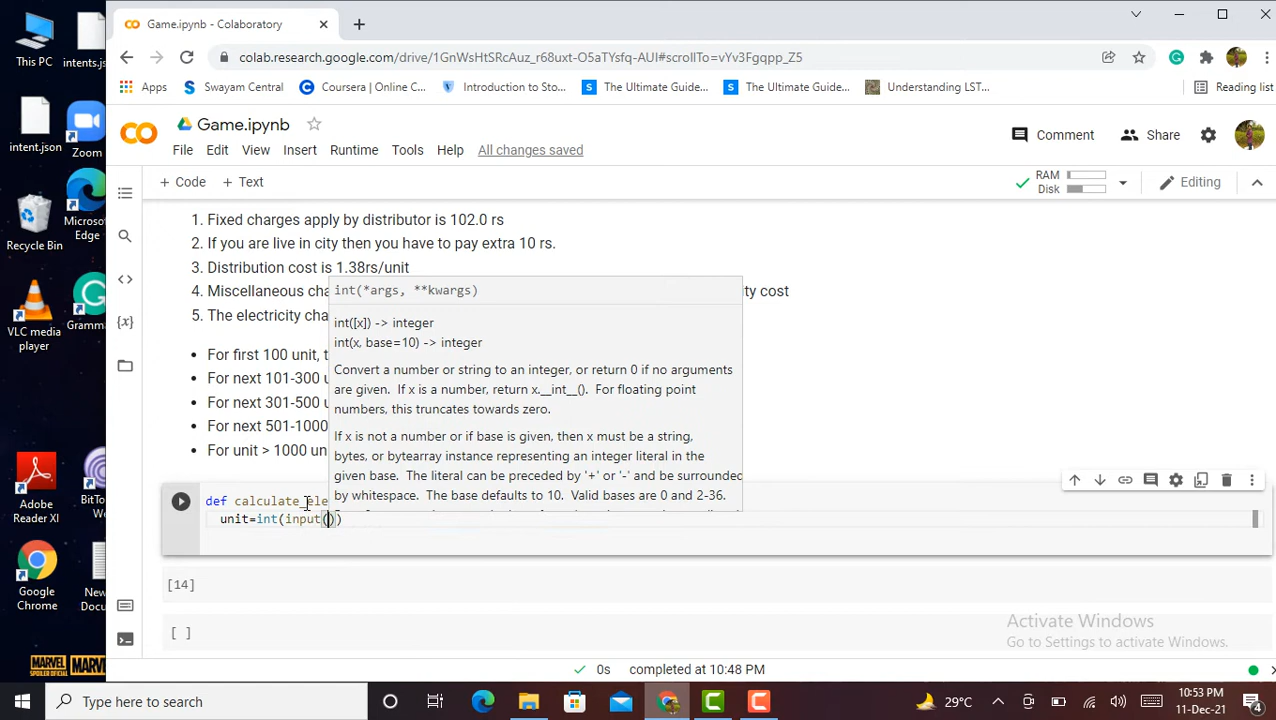 This PC
intents.js
Game.ipynb - Colaboratory
colab.research.google.com/drive/1GnWsHtSRcAuz_r68uxt-O5aTYsfq-AUI#scrollTo=vYv3Fgqpp_Z5
Apps
Swayam Central
Coursera | Online C...
Introduction to Sto...
The Ultimate Guide...
The Ultimate Guide...
Understanding LST...
Reading list
intent.json
Zoom
Game.ipynb
Comment
Share
File Edit View Insert Runtime Tools Help All changes saved
+ Code + Text
RAM
Disk
Editing
Recycle Bin
Microsoft
Edge
1. Fixed charges apply by distributor is 102.0 rs
2. If you are live in city then you have to pay extra 10 rs.
3. Distribution cost is 1.38rs/unit
4. Miscellaneous cha
ity cost
5. The electricity cha
For first 100 unit, t
For next 101-300 u
For next 301-500 u
For next 501-1000
For unit > 1000 un
int(*args, **kwargs)
int([x]) -> integer
int(x, base=10) -> integer
Convert a number or string to an integer, or return 0 if no arguments
are given. If x is a number, return x.__int__(). For floating point
numbers, this truncates towards zero.
If x is not a number or if base is given, then x must be a string,
bytes, or bytearray instance representing an integer literal in the
given base. The literal can be preceded by '+' or '-' and be surrounded
by whitespace. The base defaults to 10. Valid bases are 0 and 2-36.
VLC media
player
Gramma
Adobe
Reader XI
BitTo
Google
Chrome
New
Docu
def calculate_ele
unit=int(input())
[14]
[ ]
Activate Windows
Go to Settings to activate Windows.
MARVEL
SPOILER OFICIAL
MARV
0s completed at 10:48 PM
Type here to search
29°C
10:53 PM
11-Dec-21
4